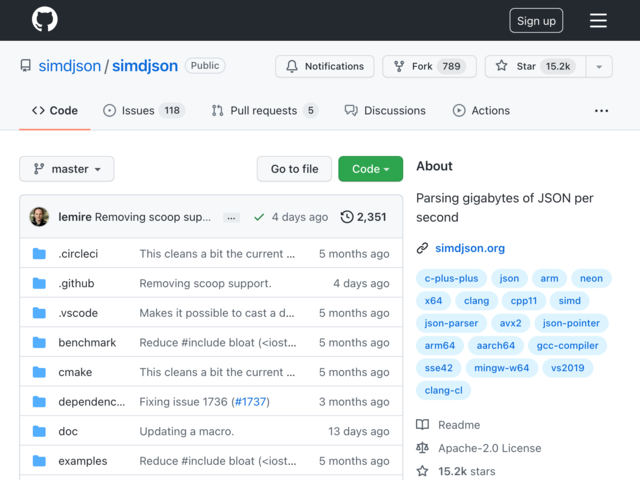 Sign up
simdjson / simdjson Public
Notifications Fork 789 Star 15.2k
Code Issues 118 Pull requests 5 Discussions Actions ...
master Go to file Code
lemire Removing scoop sup... ... 4 days ago 2,351
.circleci This cleans a bit the current ... 5 months ago
.github Removing scoop support. 4 days ago
.vscode Makes it possible to cast a d... 5 months ago
benchmark Reduce #include bloat (<iost... 5 months ago
cmake This cleans a bit the current ... 5 months ago
dependenc... Fixing issue 1736 (#1737) 3 months ago
doc Updating a macro. 13 days ago
examples Reduce #include bloat (<iost... 5 months ago
About
Parsing gigabytes of JSON per
second
simdjson.org
c-plus-plus json arm neon
x64 clang cpp11 simd
json-parser avx2 json-pointer
arm64 aarch64 gcc-compiler
sse42 mingw-w64 vs2019
clang-cl
Readme
Apache-2.0 License
15.2k stars